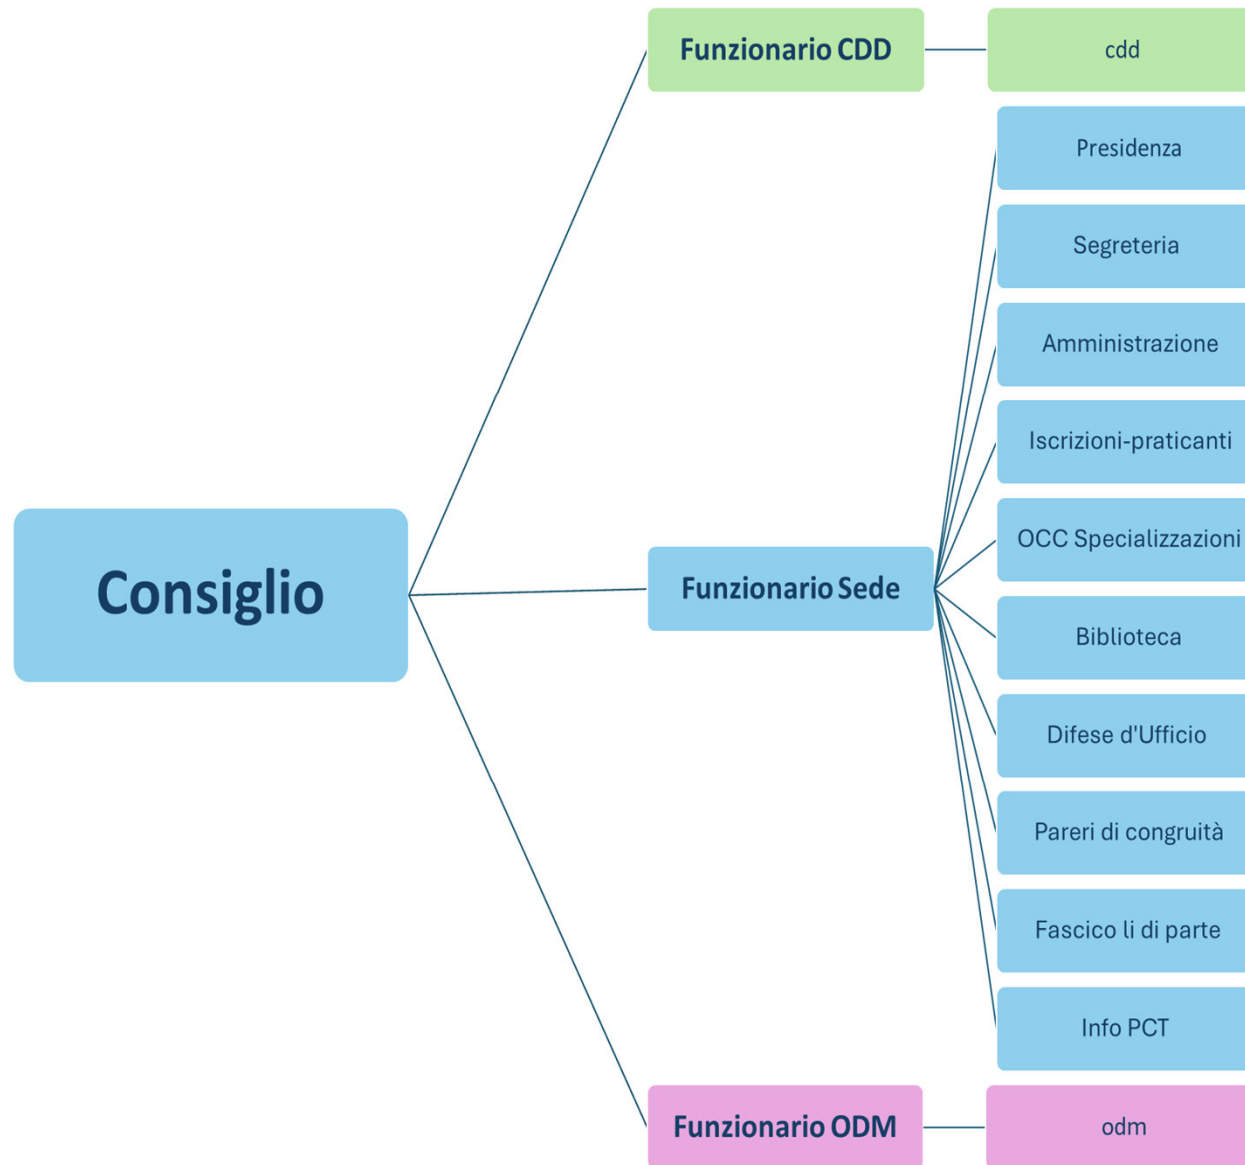 Consiglio
Funzionario CDD
cdd
Funzionario Sede
Presidenza
Segreteria
Amministrazione
Iscrizioni-praticanti
OCC Specializzazioni
Biblioteca
Difese d'Ufficio
Pareri di congruità
Fascico li di parte
Info PCT
Funzionario ODM
odm